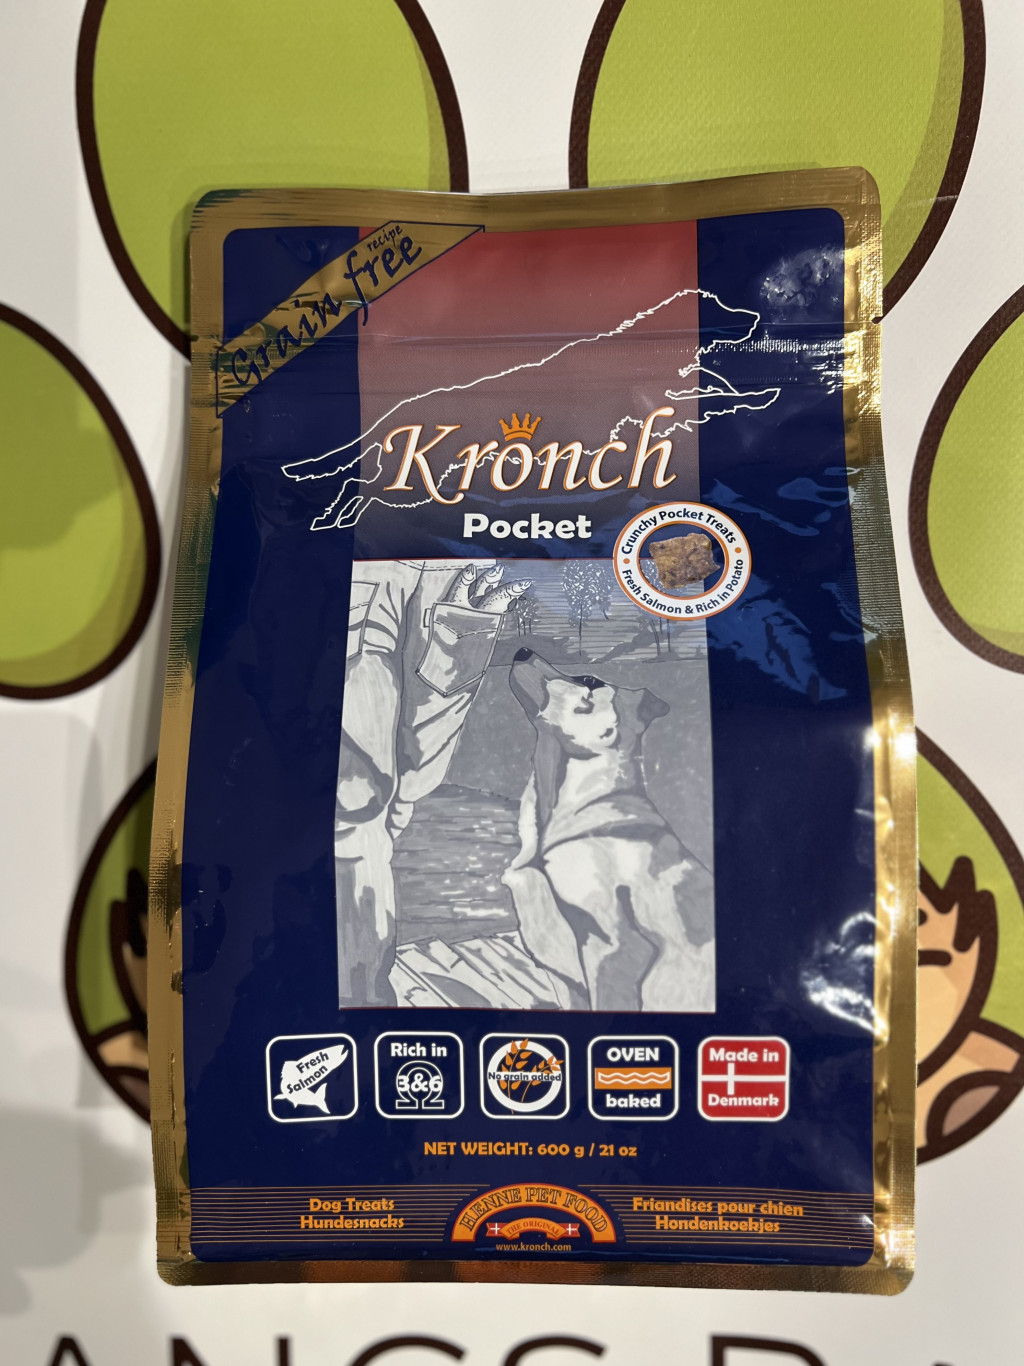 Grain free
recipe
Kronch
Pocket
Crunchy Pocket Treats
Fresh Salmon & Rich in Potato
Fresh
Salmon
Rich in
3&6
Ω
No grain added
OVEN
baked
Made in
Denmark
NET WEIGHT: 600 g / 21 oz
Dog Treats
Hundesnacks
HENNE PET FOOD
THE ORIGINAL
www.kronch.com
Friandises pour chien
Hondenkoekjes